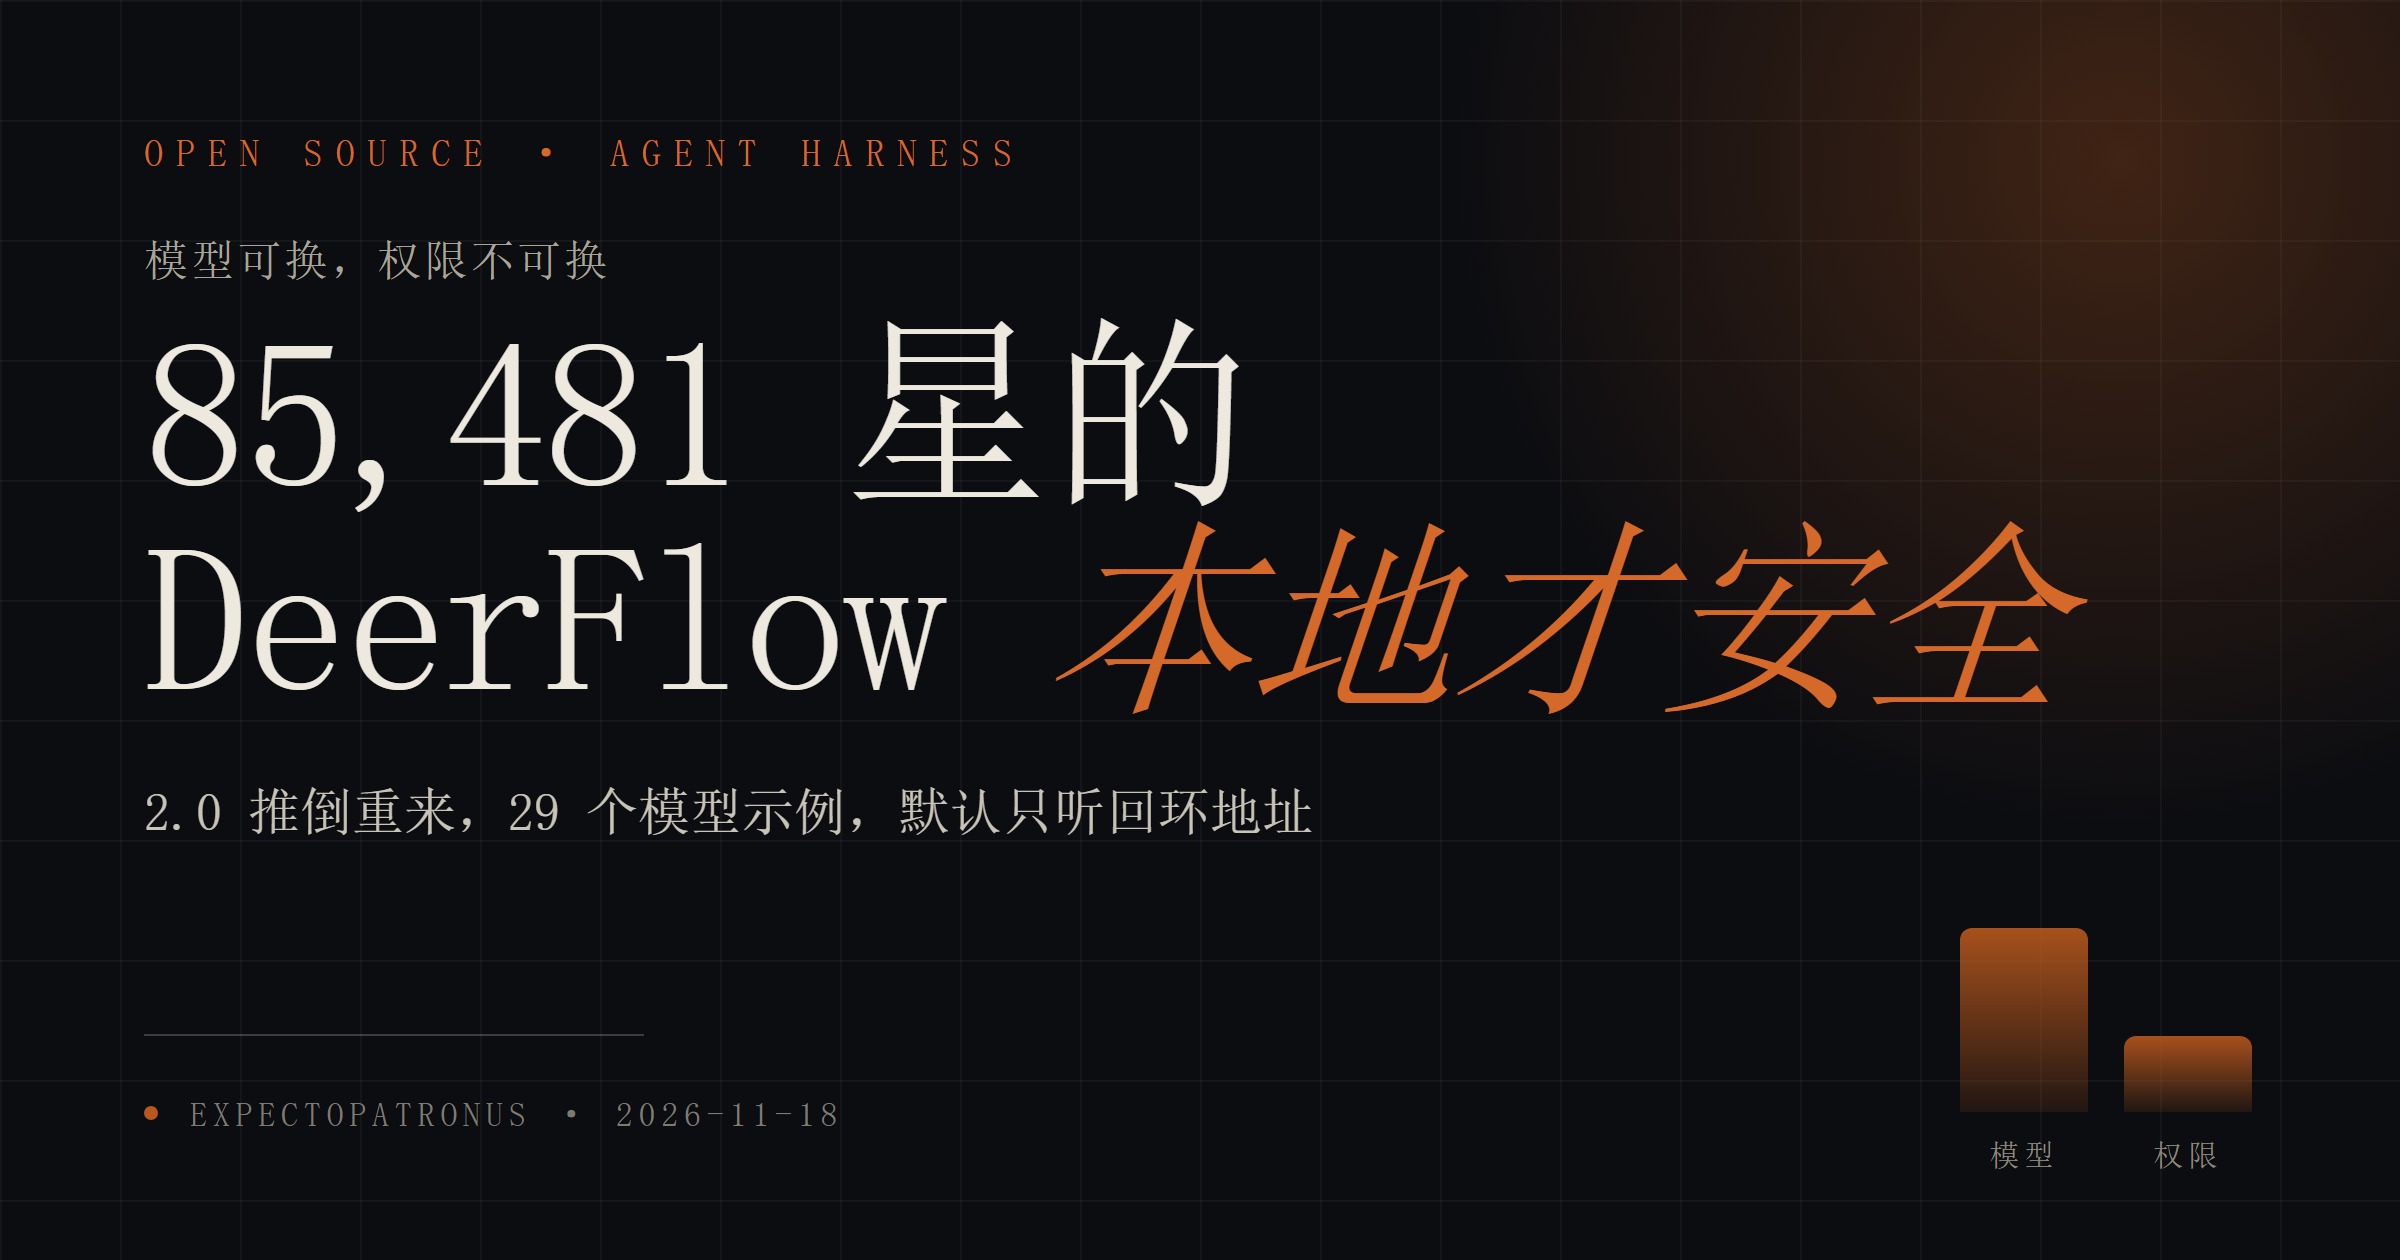 OPEN SOURCE • AGENT HARNESS
模型可换，权限不可换
85,481 星的
DeerFlow 本地才安全
2.0 推倒重来，29 个模型示例，默认只听回环地址
EXPECTOPATRONUS • 2026-11-18
模型 权限